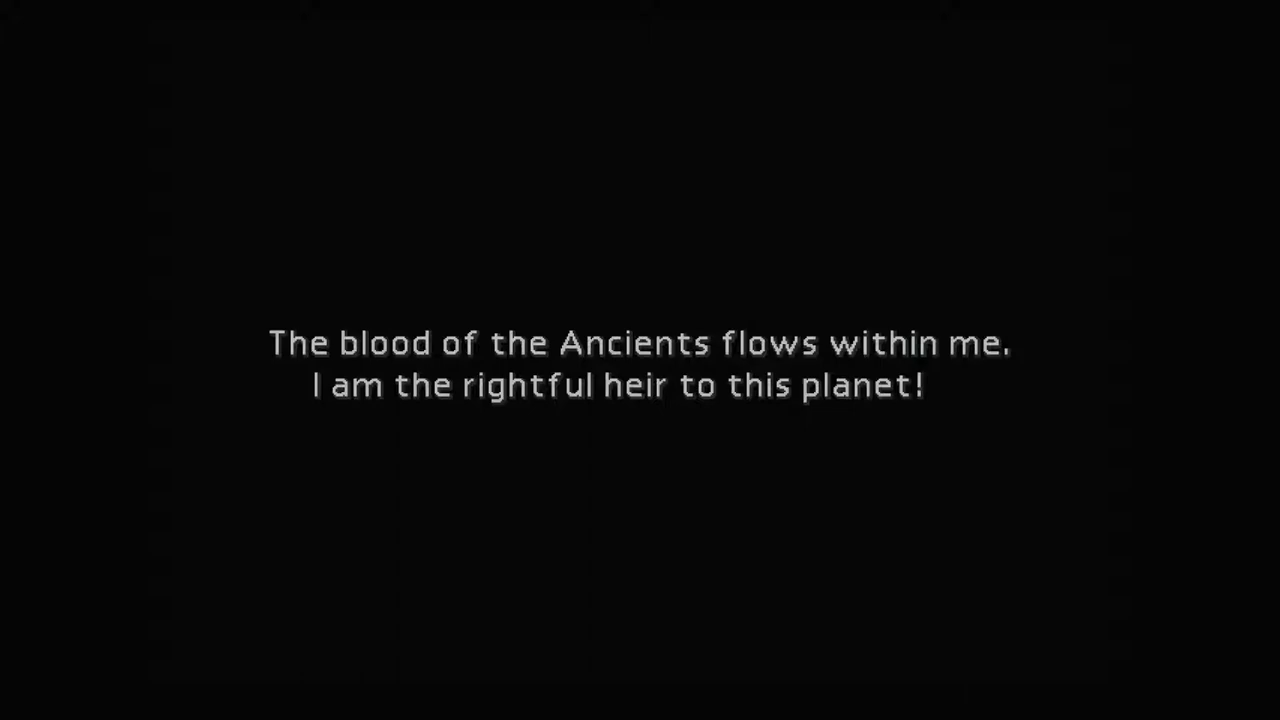 The blood of the Ancients flows within me.
I am the rightful heir to this planet!